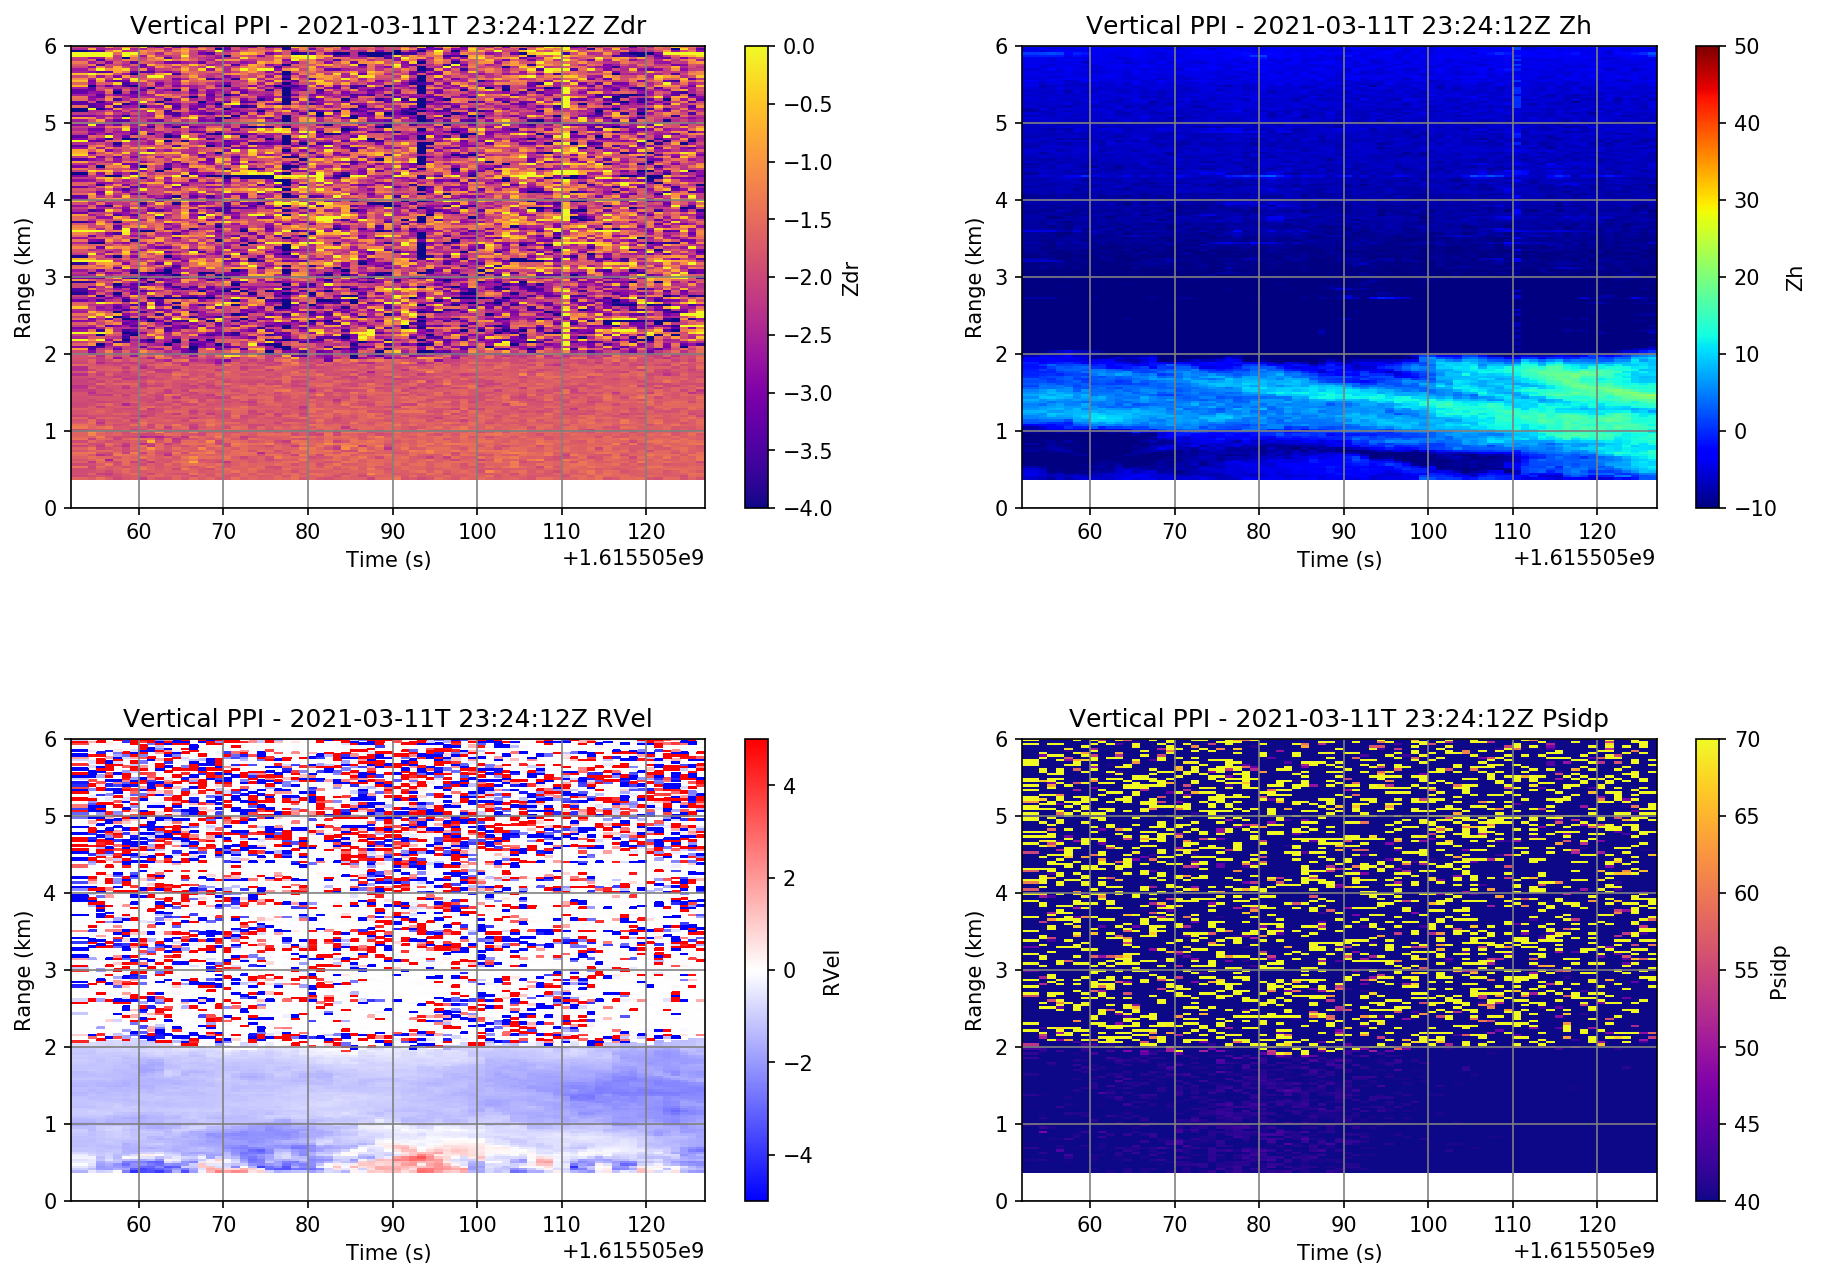 Vertical PPI - 2021-03-11T 23:24:12Z Zdr
6
5
4
3
2
1
0
Range (km)
60 70 80 90 100 110 120
Time (s)
+1.615505e9
0.0
−0.5
−1.0
−1.5
−2.0
−2.5
−3.0
−3.5
−4.0
Zdr
Vertical PPI - 2021-03-11T 23:24:12Z Zh
6
5
4
3
2
1
0
Range (km)
60 70 80 90 100 110 120
Time (s)
+1.615505e9
50
40
30
20
10
0
−10
Zh
Vertical PPI - 2021-03-11T 23:24:12Z RVel
6
5
4
3
2
1
0
Range (km)
60 70 80 90 100 110 120
Time (s)
+1.615505e9
4
2
0
−2
−4
RVel
Vertical PPI - 2021-03-11T 23:24:12Z Psidp
6
5
4
3
2
1
0
Range (km)
60 70 80 90 100 110 120
Time (s)
+1.615505e9
70
65
60
55
50
45
40
Psidp